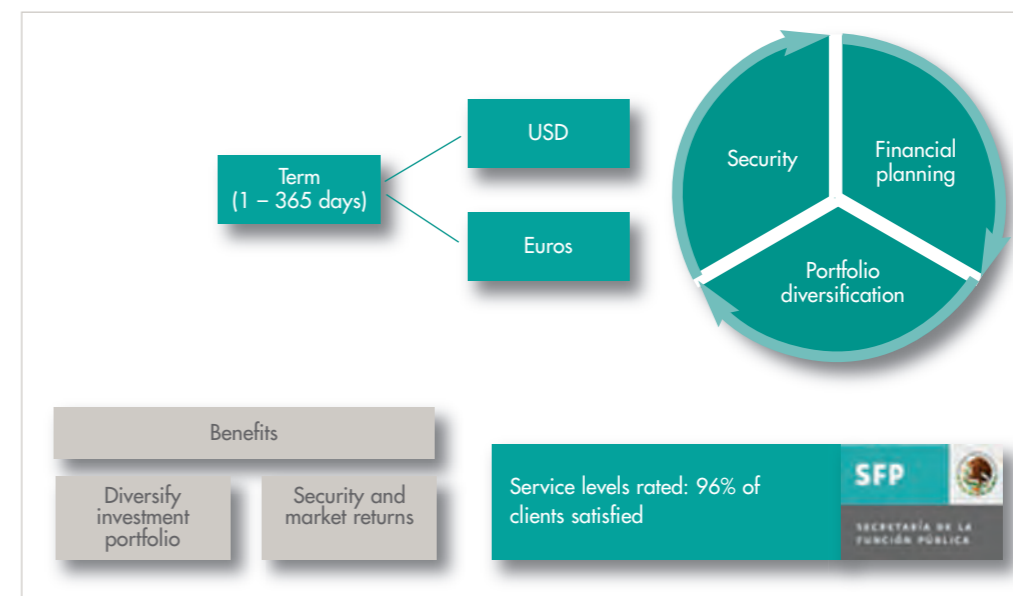 USD
Term
(1 – 365 days)
Euros
Security
Financial
planning
Portfolio
diversification
Benefits
Diversify
investment
portfolio
Security and
market returns
Service levels rated: 96% of
clients satisfied
SFP
SECRETARÍA DE LA
FUNCIÓN PÚBLICA